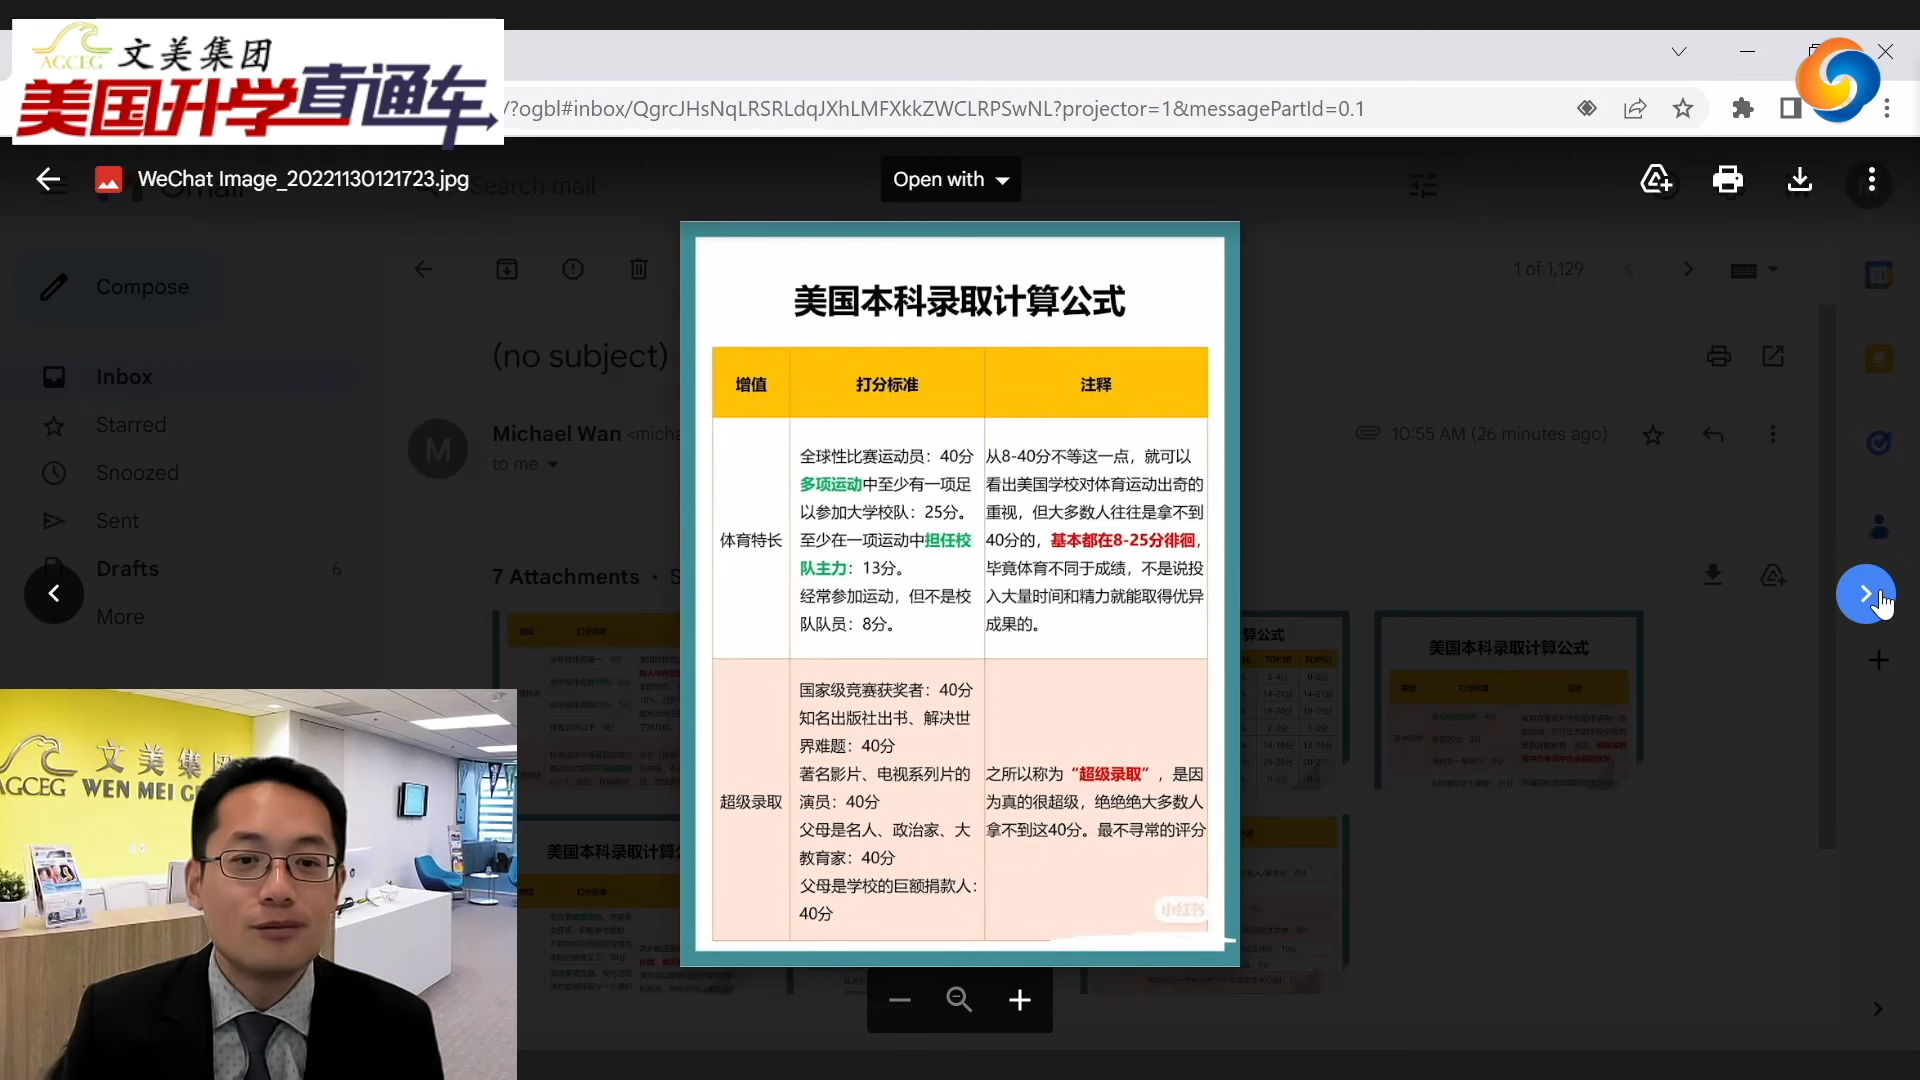 AGCEG 文美集团
美国升学直通车
/?ogbl#inbox/QgrcJHsNqLRSRLdqJXhLMFXkkZWCLRPSwNL?projector=1&messagePartId=0.1
WeChat Image_20221130121723.jpg
Search mail
Open with
Compose
1 of 1,129
(no subject)
Inbox
Starred
Michael Wan
10:55 AM (26 minutes ago)
M
to me
Snoozed
Sent
Drafts 6
7 Attachments
More
美国本科录取计算公式
增值 打分标准 注释
体育特长
全球性比赛运动员：40分
多项运动中至少有一项足
以参加大学校队：25分。
至少在一项运动中担任校
队主力：13分。
经常参加运动，但不是校
队队员：8分。
从8-40分不等这一点，就可以
看出美国学校对体育运动出奇的
重视，但大多数人往往是拿不到
40分的，基本都在8-25分徘徊，
毕竟体育不同于成绩，不是说投
入大量时间和精力就能取得优异
成果的。
超级录取
国家级竞赛获奖者：40分
知名出版社出书、解决世
界难题：40分
著名影片、电视系列片的
演员：40分
父母是名人、政治家、大
教育家：40分
父母是学校的巨额捐款人：
40分
之所以称为“超级录取”，是因
为真的很超级，绝绝绝大多数人
拿不到这40分。最不寻常的评分
小红书
美国本科录取计算公式
AGCEG
文美集团
WEN MEI G